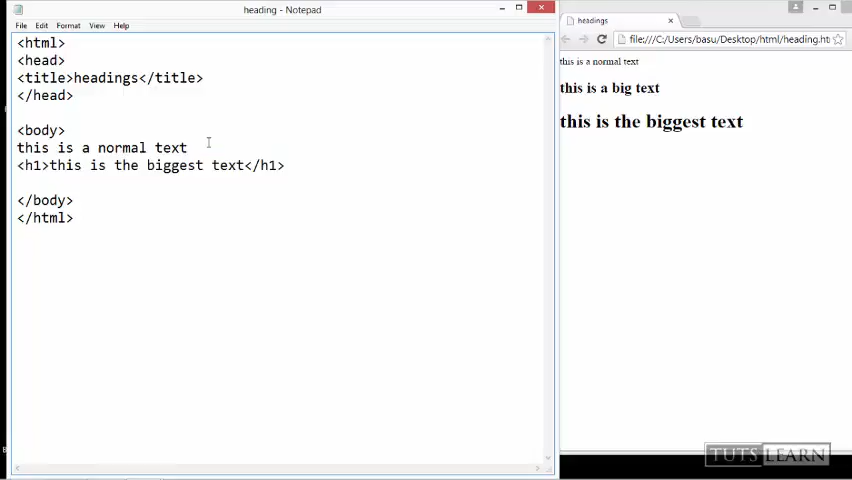 heading - Notepad
File Edit Format View Help
<html>
<head>
<title>headings</title>
</head>
<body>
this is a normal text
<h1>this is the biggest text</h1>
</body>
</html>
headings
file:///C:/Users/basu/Desktop/html/heading.ht
this is a normal text
this is a big text
this is the biggest text
TUTS LEARN